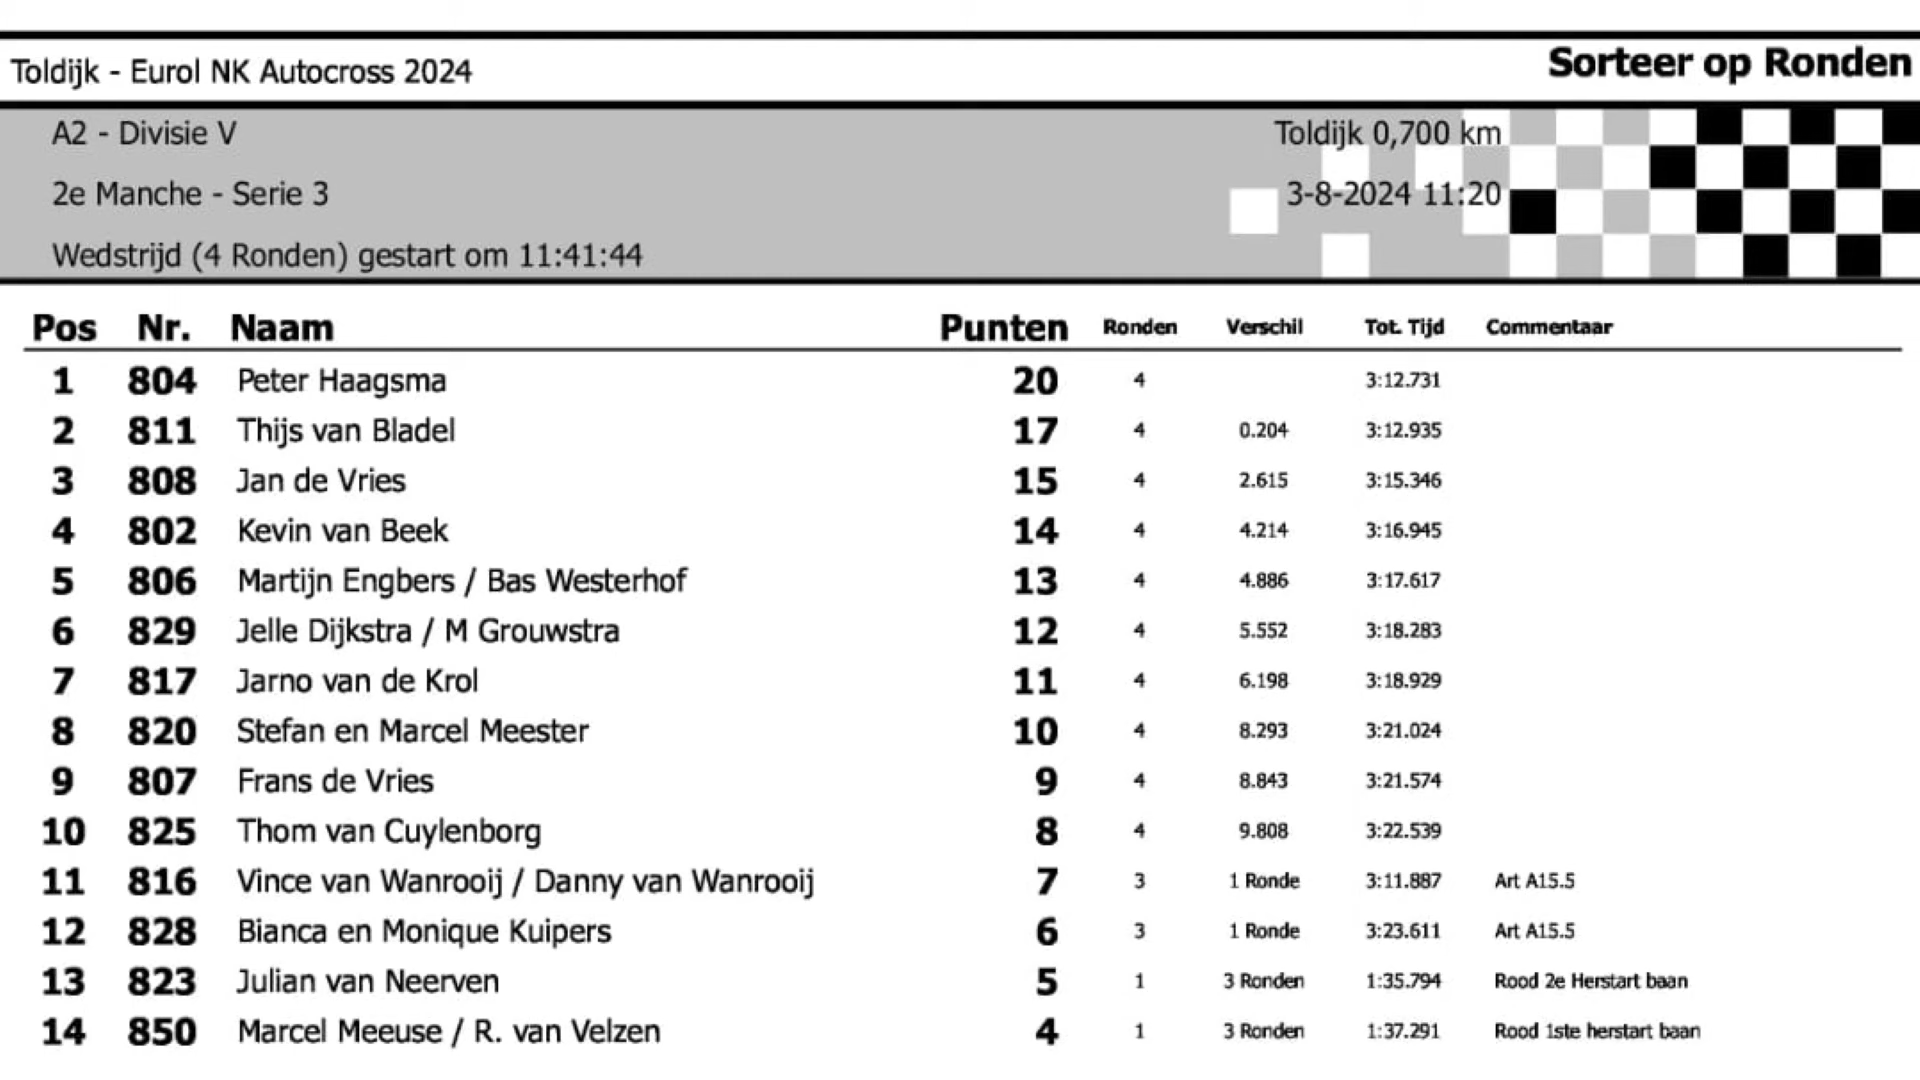 Toldijk - Eurol NK Autocross 2024 Sorteer op Ronden
A2 - Divisie V Toldijk 0,700 km
2e Manche - Serie 3 3-8-2024 11:20
Wedstrijd (4 Ronden) gestart om 11:41:44
Pos Nr. Naam Punten Ronden Verschil Tot. Tijd Commentaar
1 804 Peter Haagsma 20 4 3:12.731
2 811 Thijs van Bladel 17 4 0.204 3:12.935
3 808 Jan de Vries 15 4 2.615 3:15.346
4 802 Kevin van Beek 14 4 4.214 3:16.945
5 806 Martijn Engbers / Bas Westerhof 13 4 4.886 3:17.617
6 829 Jelle Dijkstra / M Grouwstra 12 4 5.552 3:18.283
7 817 Jarno van de Krol 11 4 6.198 3:18.929
8 820 Stefan en Marcel Meester 10 4 8.293 3:21.024
9 807 Frans de Vries 9 4 8.843 3:21.574
10 825 Thom van Cuylenborg 8 4 9.808 3:22.539
11 816 Vince van Wanrooij / Danny van Wanrooij 7 3 1 Ronde 3:11.887 Art A15.5
12 828 Bianca en Monique Kuipers 6 3 1 Ronde 3:23.611 Art A15.5
13 823 Julian van Neerven 5 1 3 Ronden 1:35.794 Rood 2e Herstart baan
14 850 Marcel Meeuse / R. van Velzen 4 1 3 Ronden 1:37.291 Rood 1ste herstart baan